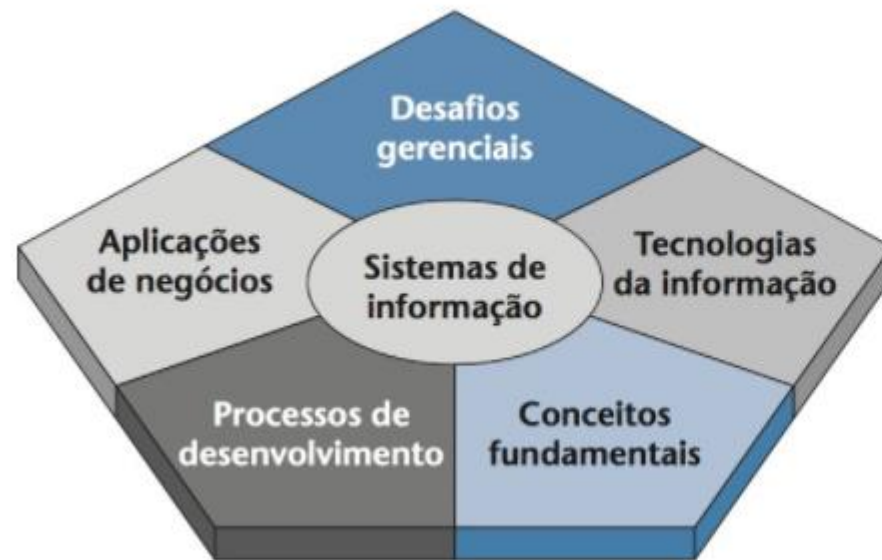 Desafios
gerenciais
Aplicações
de negócios
Sistemas de
informação
Tecnologias
da informação
Processos de
desenvolvimento
Conceitos
fundamentais